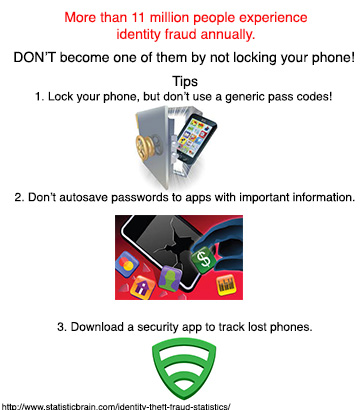 More than 11 million people experience
identity fraud annually.
DON'T become one of them by not locking your phone!
Tips
1. Lock your phone, but don't use a generic pass codes!
2. Don't autosave passwords to apps with important information.
$
3. Download a security app to track lost phones.
http://www.statisticbrain.com/identity-theft-fraud-statistics/